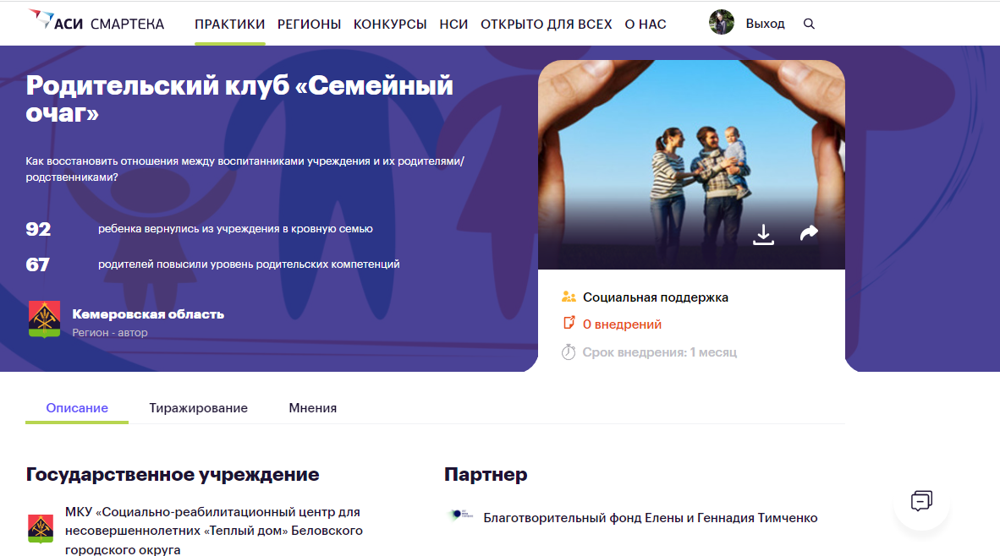 АСИ СМАРТЕКА
ПРАКТИКИ РЕГИОНЫ КОНКУРСЫ НСИ ОТКРЫТО ДЛЯ ВСЕХ О НАС Выход
Родительский клуб «Семейный
очаг»
Как восстановить отношения между воспитанниками учреждения и их родителями/
родственниками?
92 ребенка вернулись из учреждения в кровную семью
67 родителей повысили уровень родительских компетенций
Кемеровская область
Регион - автор
Социальная поддержка
0 внедрений
Срок внедрения: 1 месяц
Описание Тиражирование Мнения
Государственное учреждение
МКУ «Социально-реабилитационный центр для
несовершеннолетних «Теплый дом» Беловского
городского округа
Партнер
Благотворительный фонд Елены и Геннадия Тимченко